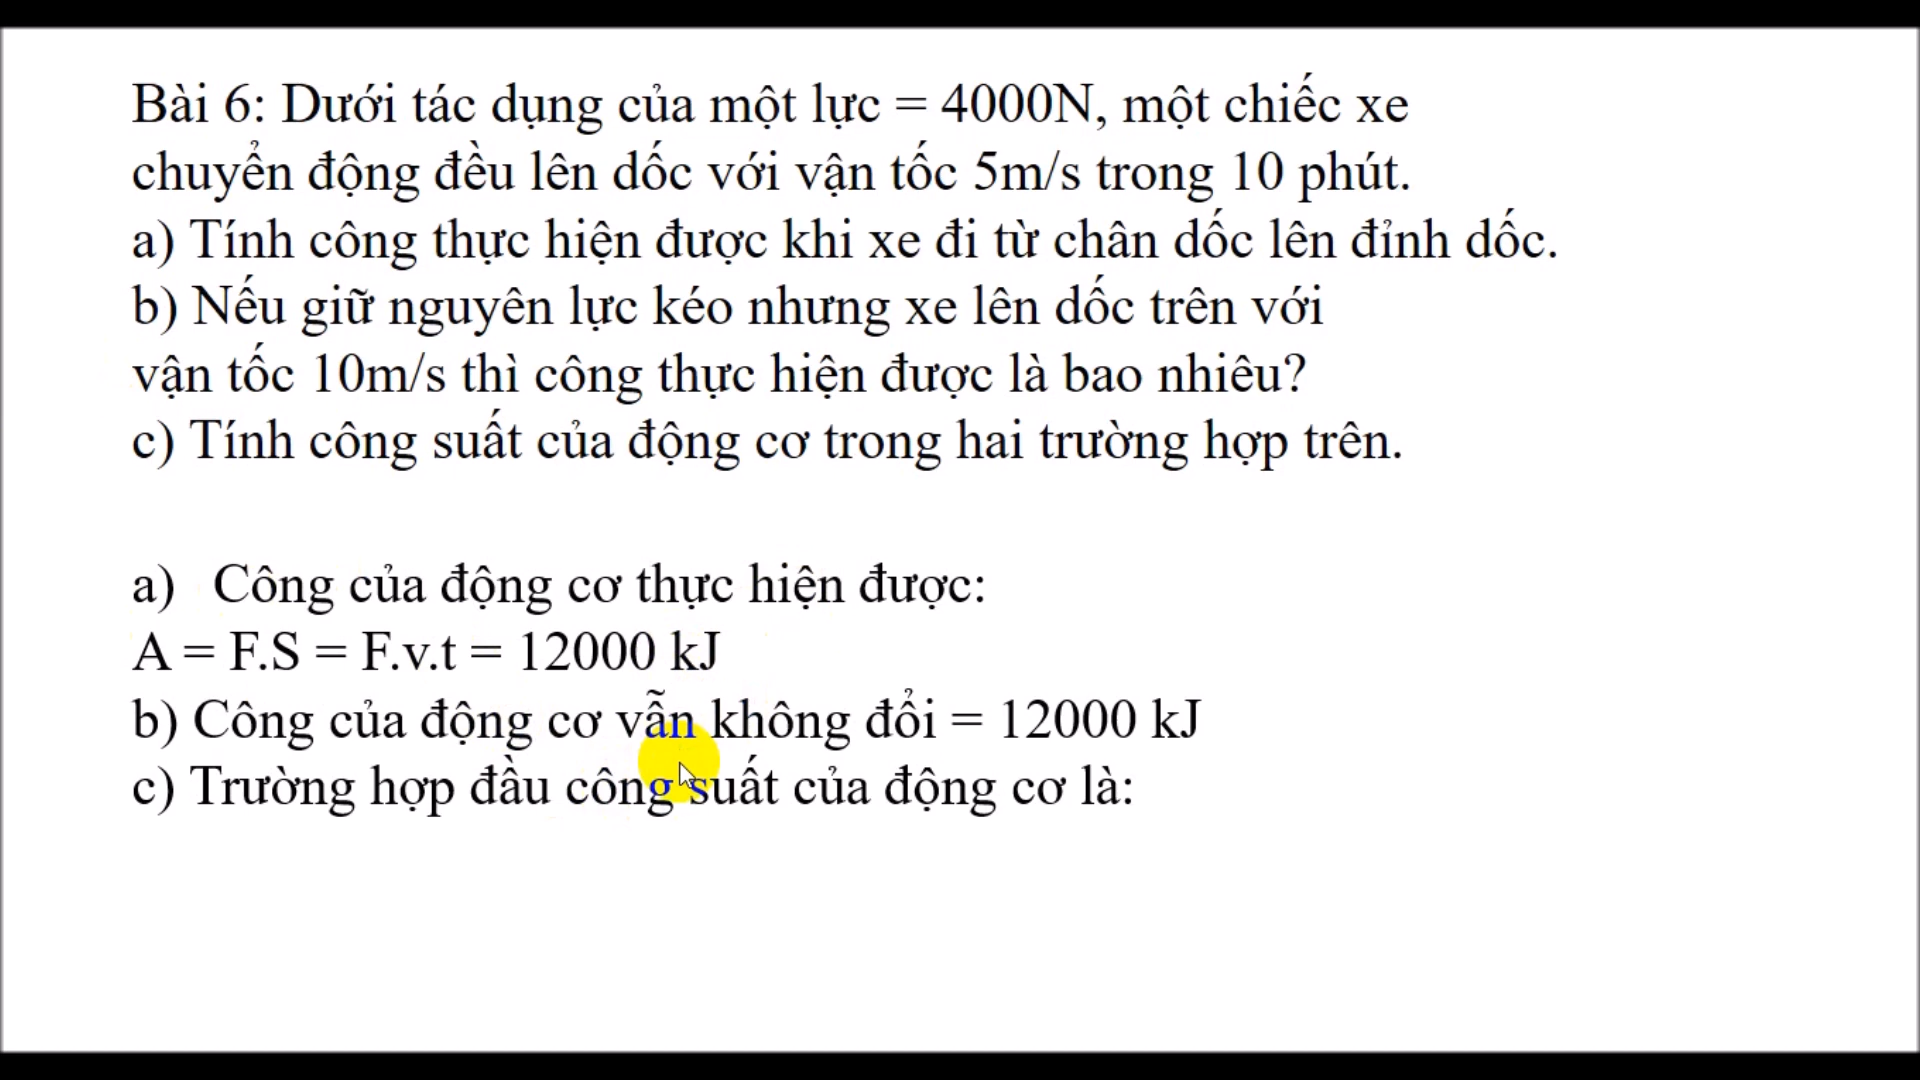 Bài 6: Dưới tác dụng của một lực = 4000N, một chiếc xe
chuyển động đều lên dốc với vận tốc 5m/s trong 10 phút.
a) Tính công thực hiện được khi xe đi từ chân dốc lên đỉnh dốc.
b) Nếu giữ nguyên lực kéo nhưng xe lên dốc trên với
vận tốc 10m/s thì công thực hiện được là bao nhiêu?
c) Tính công suất của động cơ trong hai trường hợp trên.
a) Công của động cơ thực hiện được:
A = F.S = F.v.t = 12000 kJ
b) Công của động cơ vẫn không đổi = 12000 kJ
c) Trường hợp đầu công suất của động cơ là: